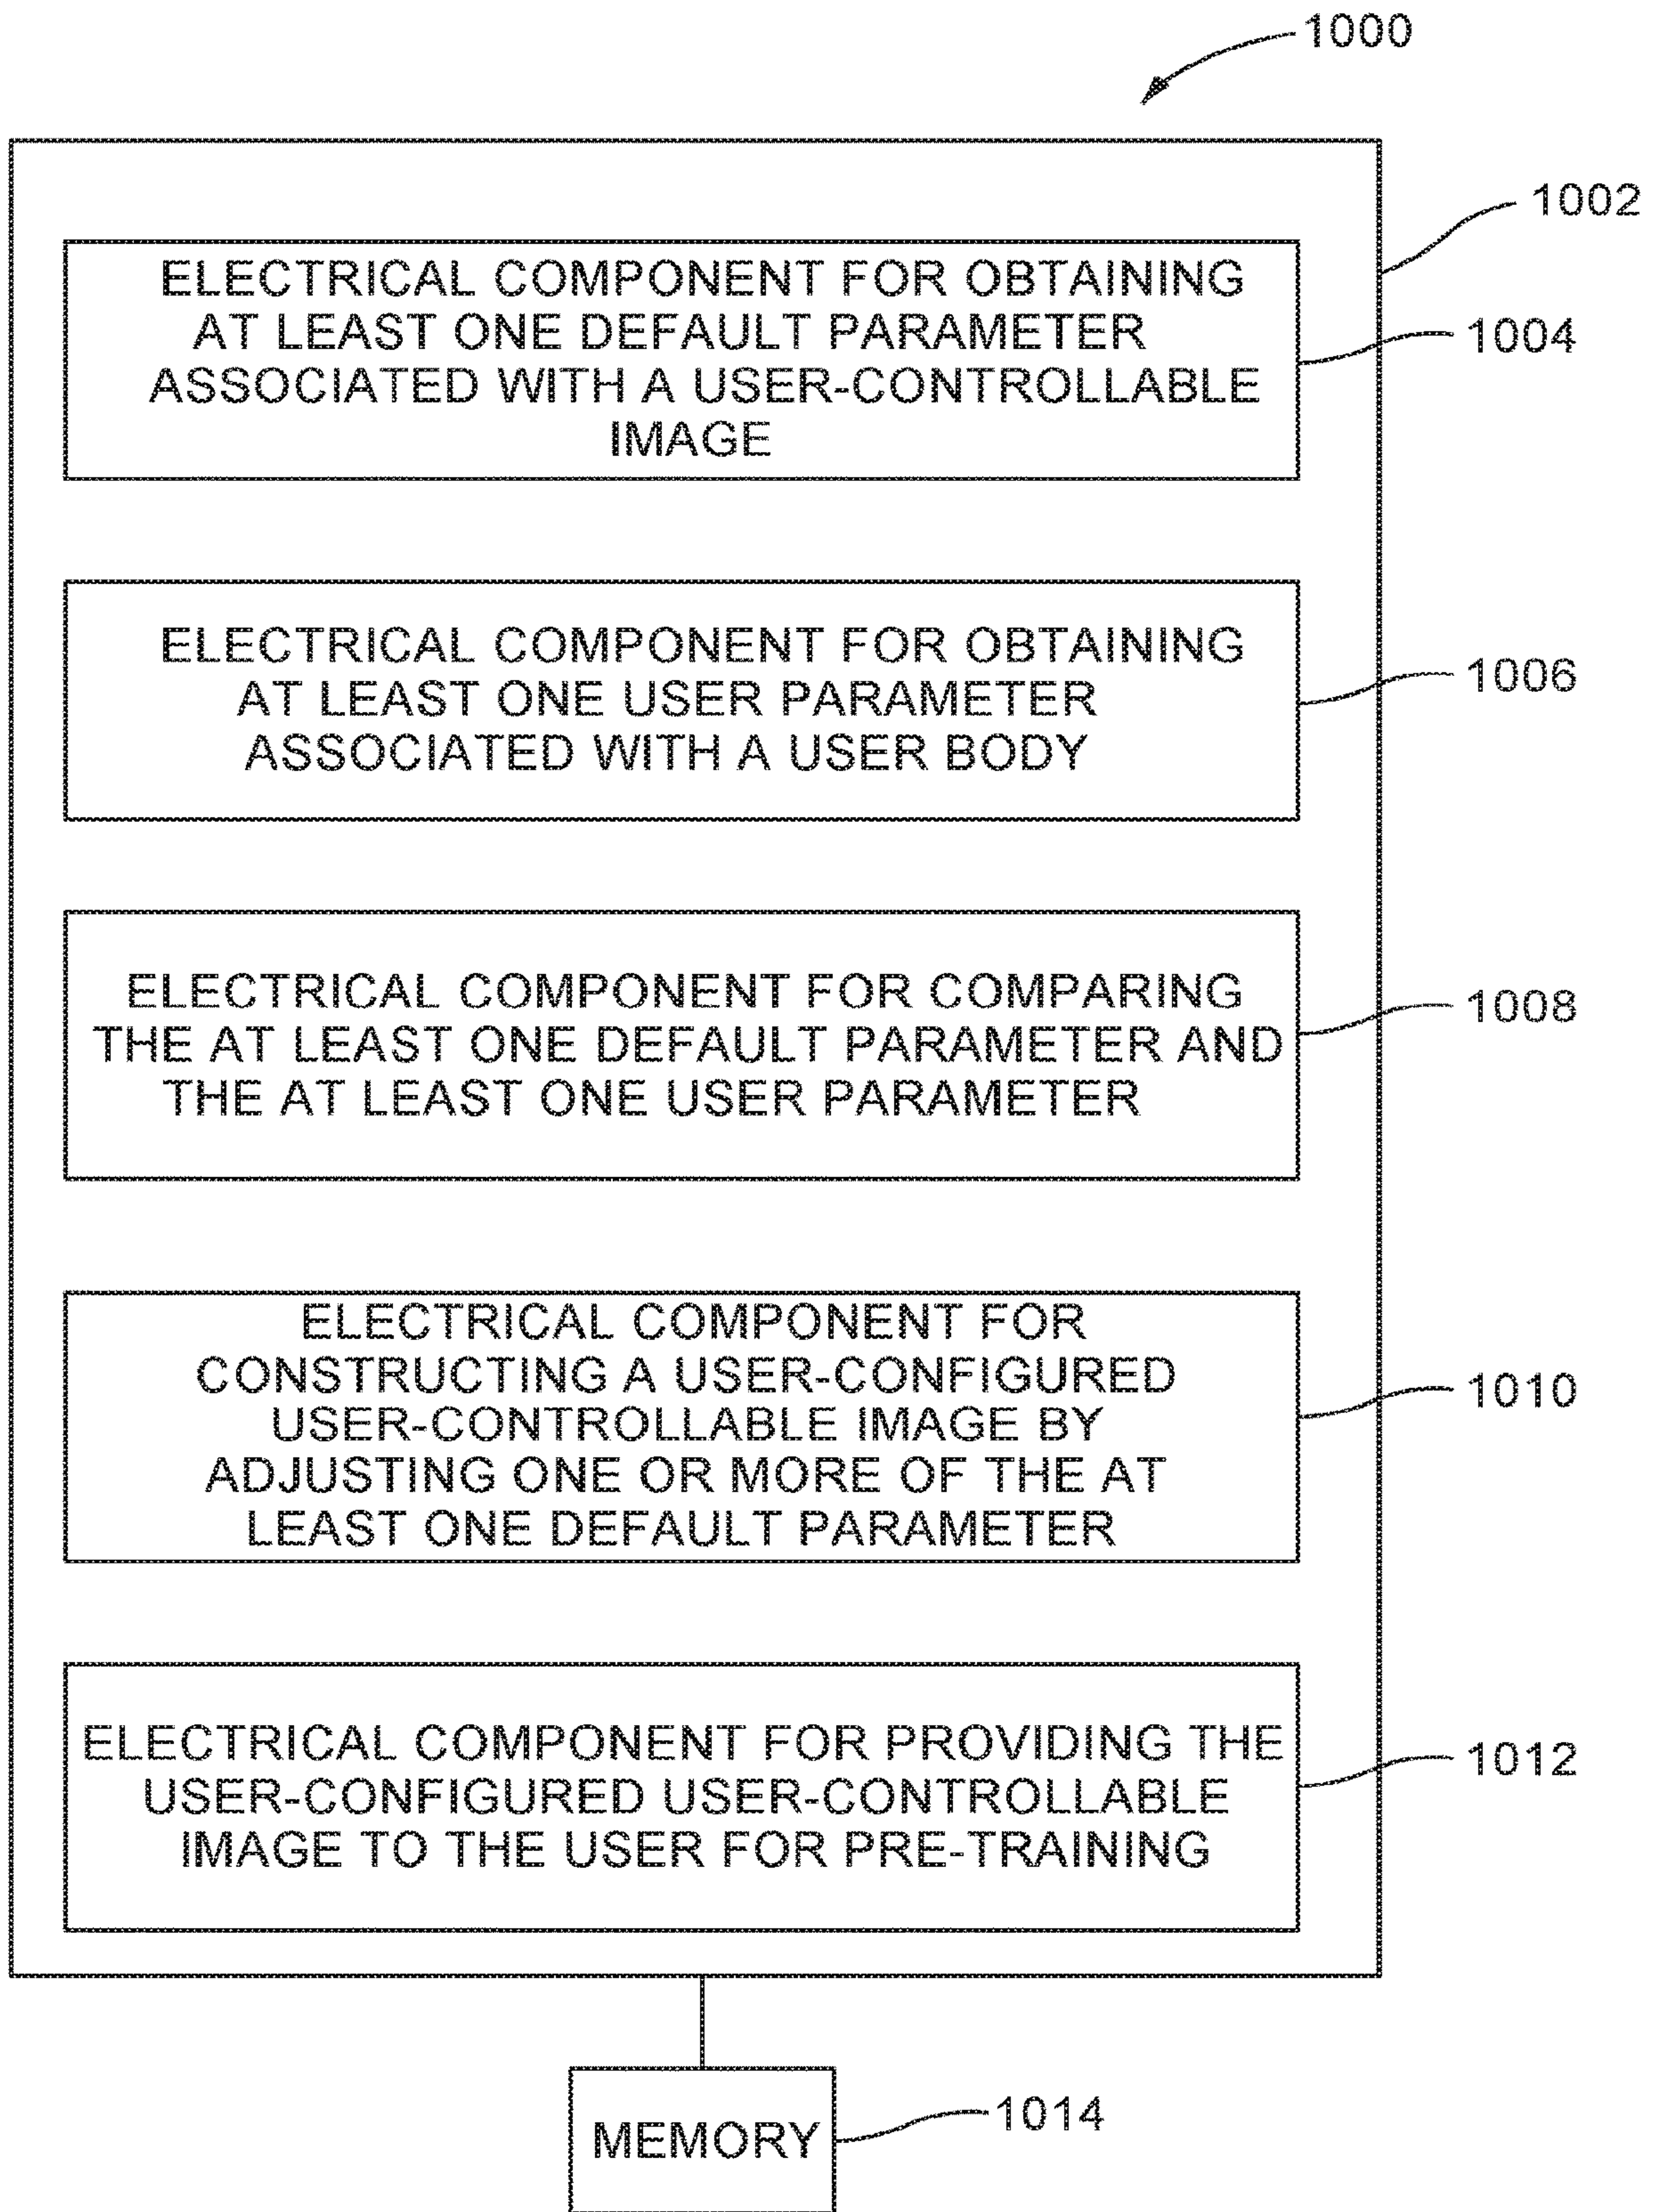 1000
1002
ELECTRICAL COMPONENT FOR OBTAINING
AT LEAST ONE DEFAULT PARAMETER
ASSOCIATED WITH A USER-CONTROLLABLE
IMAGE
1004
ELECTRICAL COMPONENT FOR OBTAINING
AT LEAST ONE USER PARAMETER
ASSOCIATED WITH A USER BODY
1006
ELECTRICAL COMPONENT FOR COMPARING
THE AT LEAST ONE DEFAULT PARAMETER AND
THE AT LEAST ONE USER PARAMETER
1008
ELECTRICAL COMPONENT FOR
CONSTRUCTING A USER-CONFIGURED
USER-CONTROLLABLE IMAGE BY
ADJUSTING ONE OR MORE OF THE AT
LEAST ONE DEFAULT PARAMETER
1010
ELECTRICAL COMPONENT FOR PROVIDING THE
USER-CONFIGURED USER-CONTROLLABLE
IMAGE TO THE USER FOR PRE-TRAINING
1012
MEMORY
1014